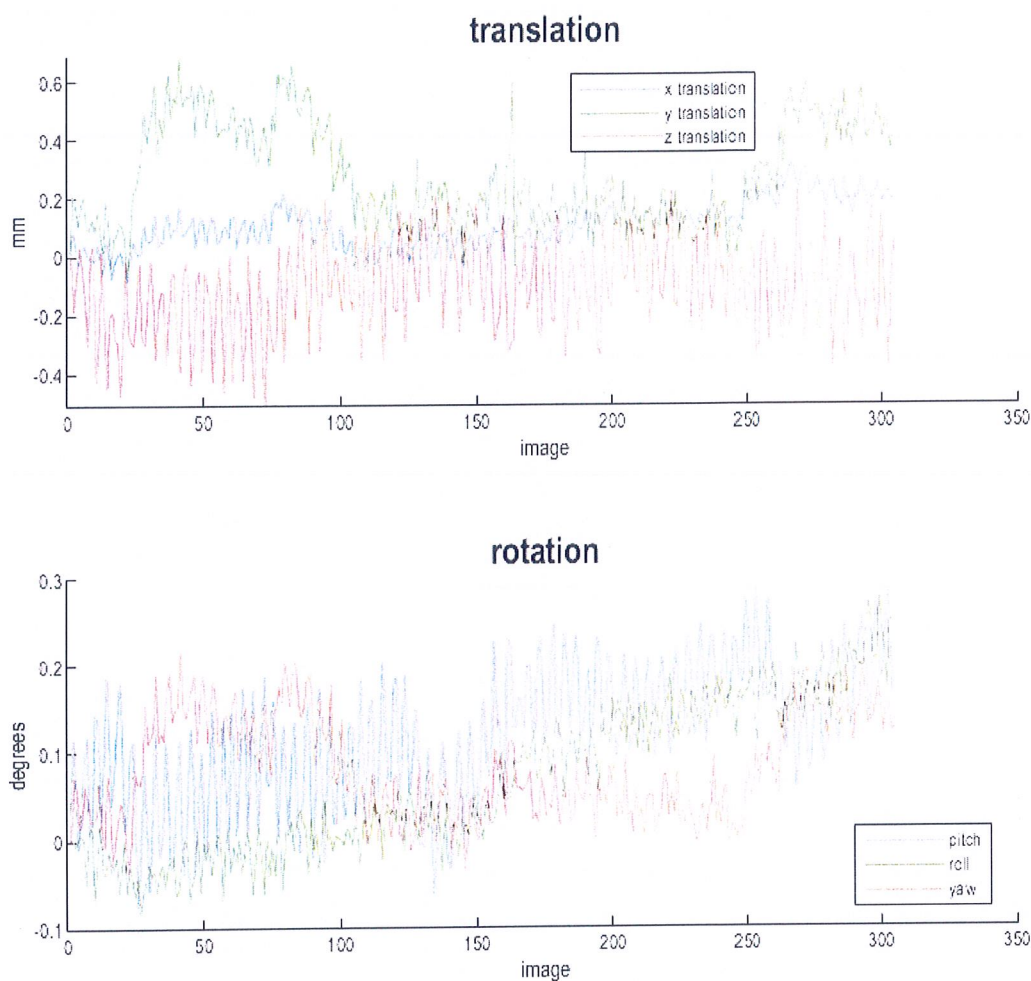 translation
0.6
0.4
0.2
0
-0.2
-0.4
mm
x translation
y translation
z translation
0 50 100 150 200 250 300 350
image
rotation
0.3
0.2
0.1
0
-0.1
degrees
pitch
roll
yaw
0 50 100 150 200 250 300 350
image